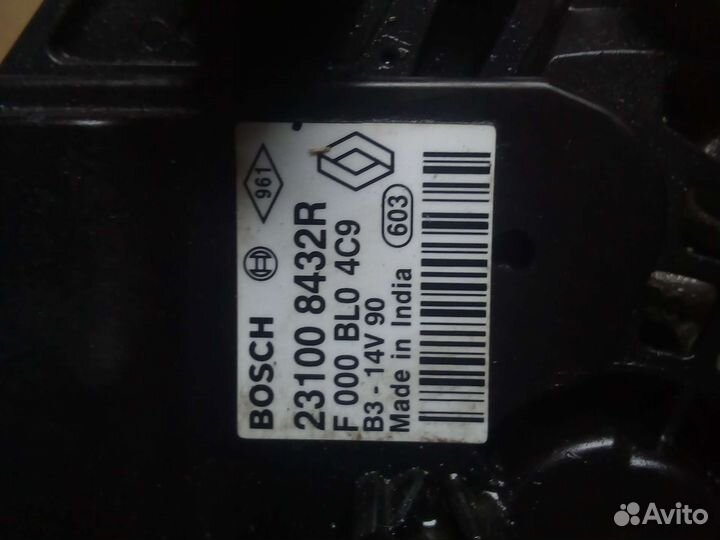 961
BOSCH
23100 8432R
F 000 BL0 4C9
B3 - 14V 90
Made in India
603
Avito